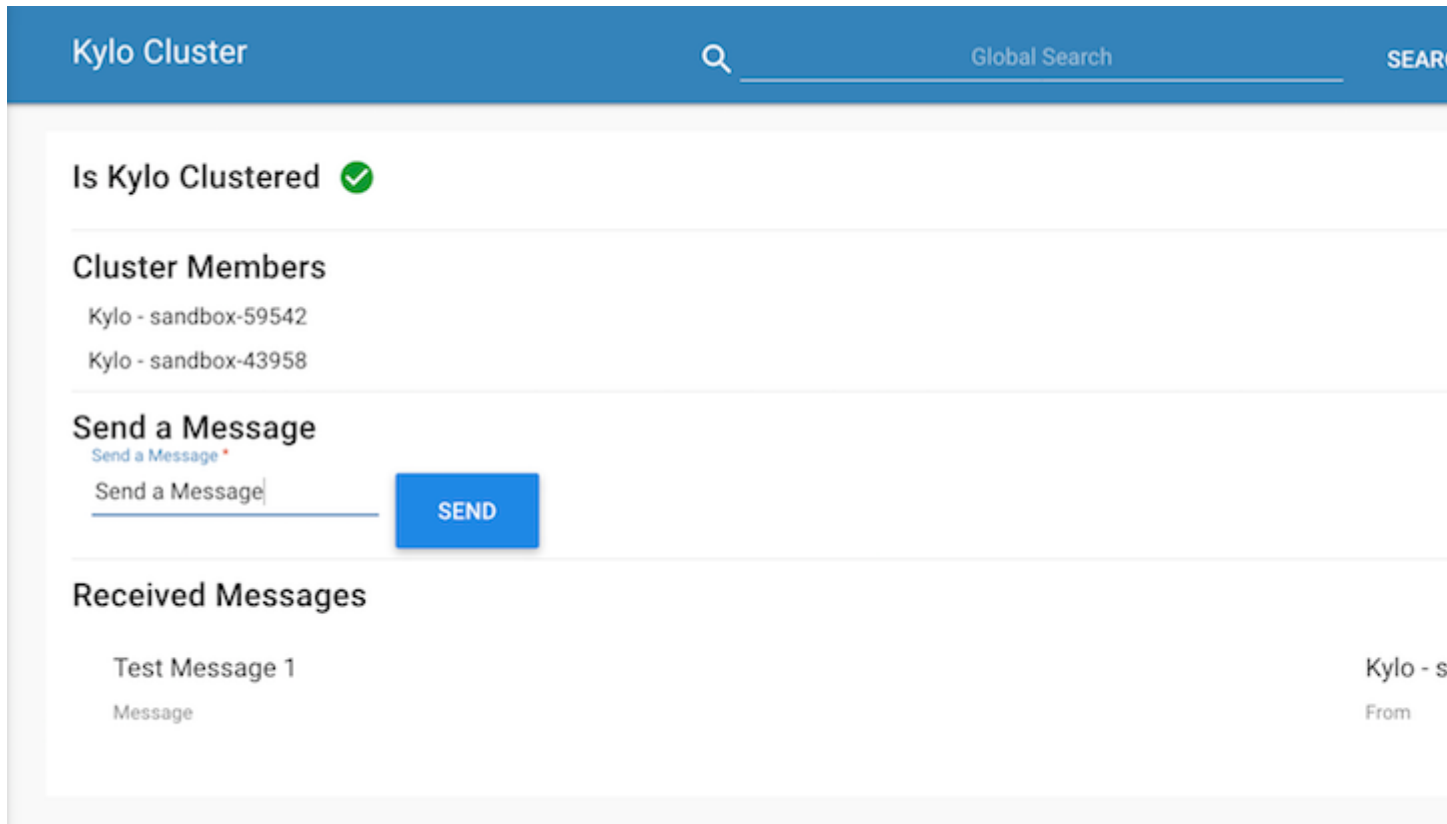 Kylo Cluster
Global Search
Is Kylo Clustered
Cluster Members
Kylo - sandbox-59542
Kylo - sandbox-43958
Send a Message
Send a Message *
Send a Message
SEND
Received Messages
Test Message 1
Kylo -
Message
From